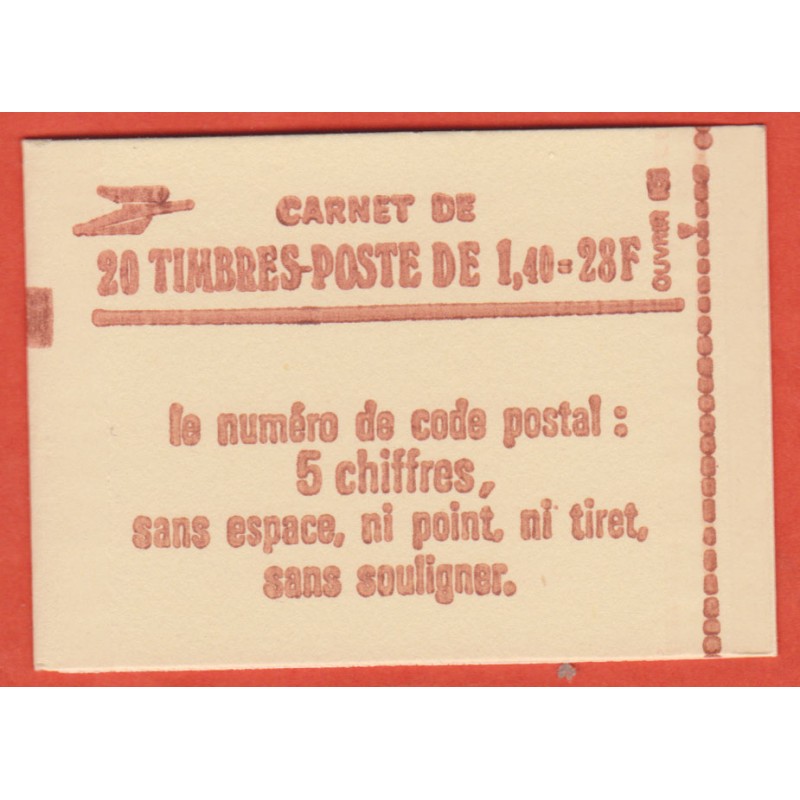 CARNET DE
20 TIMBRES-POSTE DE 1,40 = 28F
OUVRIER
le numéro de code postal :
5 chiffres,
sans espace, ni point, ni tiret,
sans souligner.